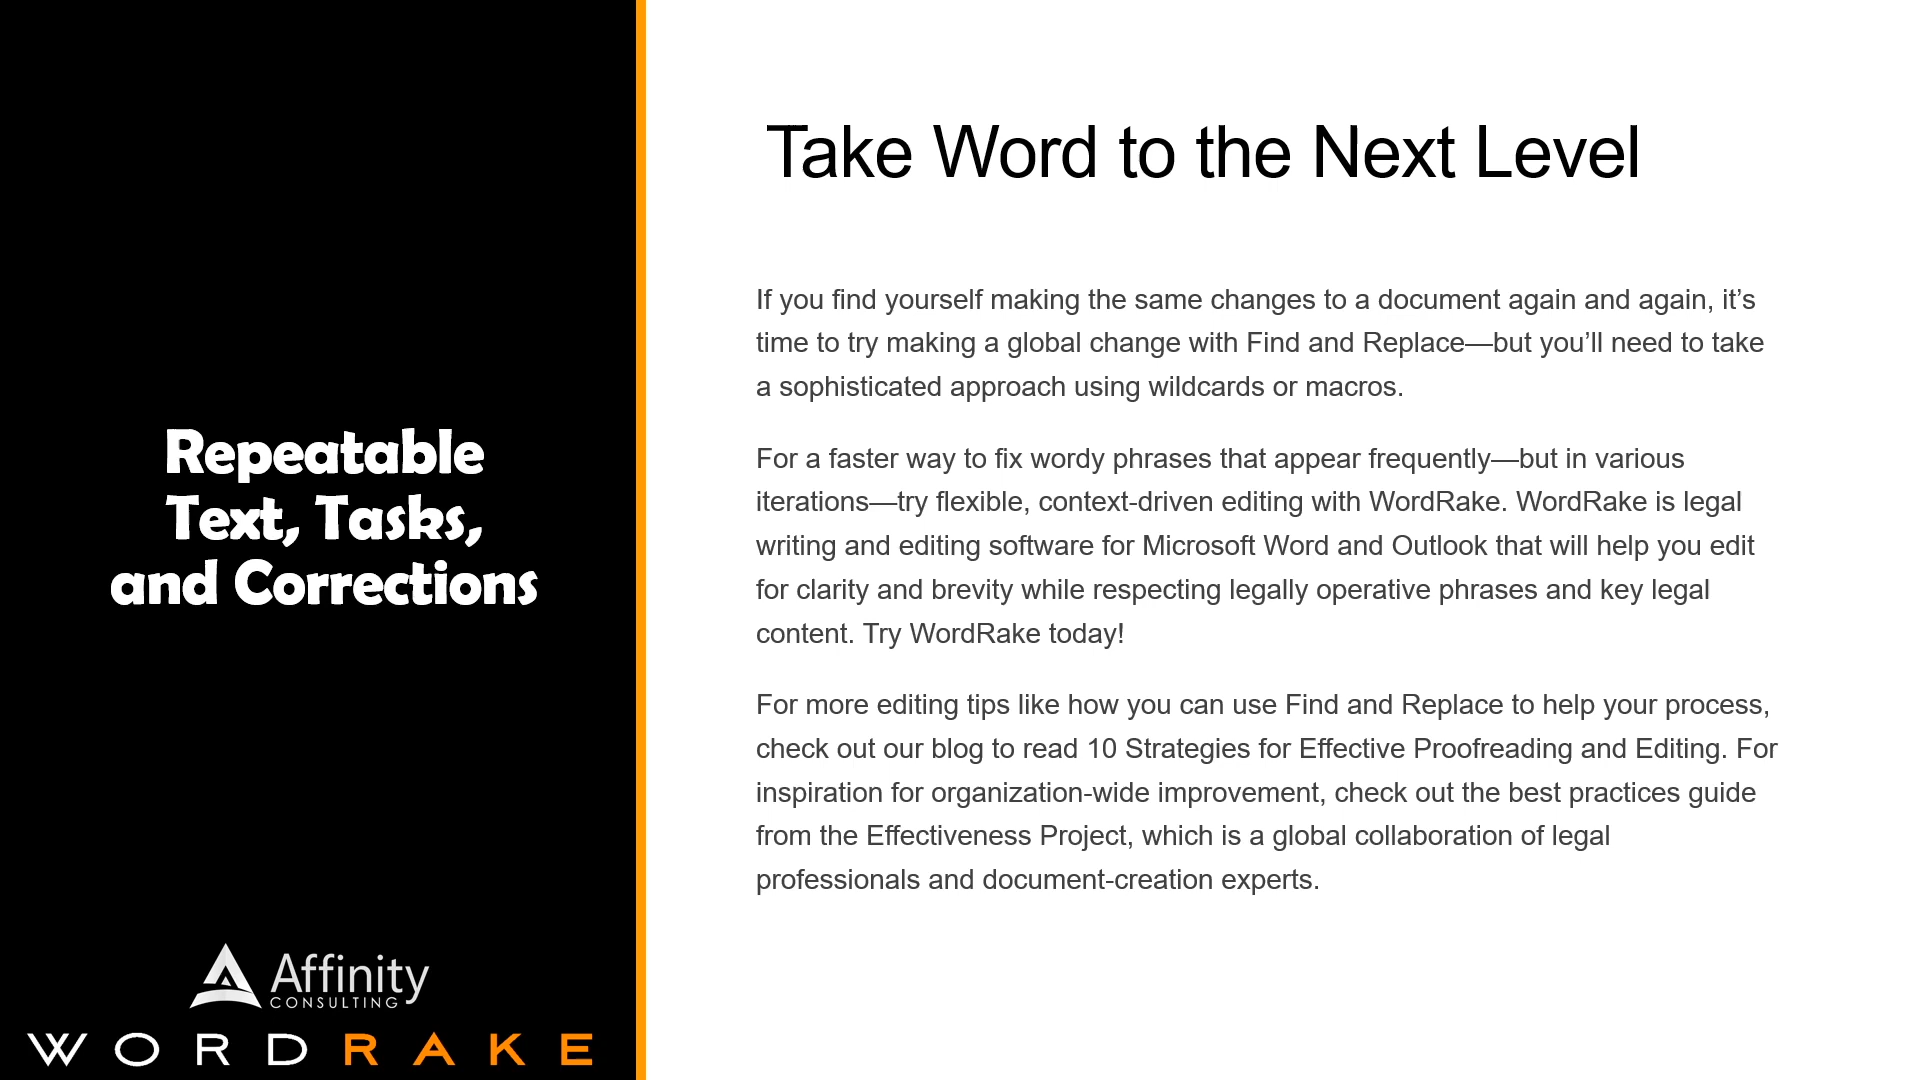 Repeatable
Text, Tasks,
and Corrections
Affinity
CONSULTING
WORDRAKE
Take Word to the Next Level
If you find yourself making the same changes to a document again and again, it’s
time to try making a global change with Find and Replace—but you’ll need to take
a sophisticated approach using wildcards or macros.
For a faster way to fix wordy phrases that appear frequently—but in various
iterations—try flexible, context-driven editing with WordRake. WordRake is legal
writing and editing software for Microsoft Word and Outlook that will help you edit
for clarity and brevity while respecting legally operative phrases and key legal
content. Try WordRake today!
For more editing tips like how you can use Find and Replace to help your process,
check out our blog to read 10 Strategies for Effective Proofreading and Editing. For
inspiration for organization-wide improvement, check out the best practices guide
from the Effectiveness Project, which is a global collaboration of legal
professionals and document-creation experts.